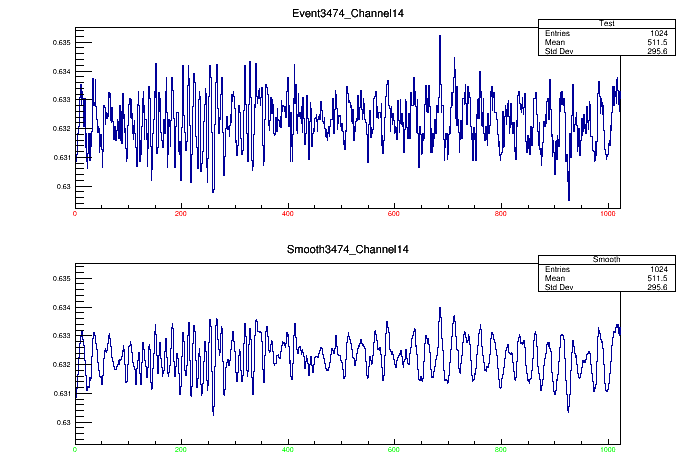 Event3474_Channel14
Test
Entries 1024
Mean 511.5
Std Dev 295.6
0.635
0.634
0.633
0.632
0.631
0.63
0 200 400 600 800 1000
Smooth3474_Channel14
Smooth
Entries 1024
Mean 511.5
Std Dev 295.6
0.635
0.634
0.633
0.632
0.631
0.63
0 200 400 600 800 1000